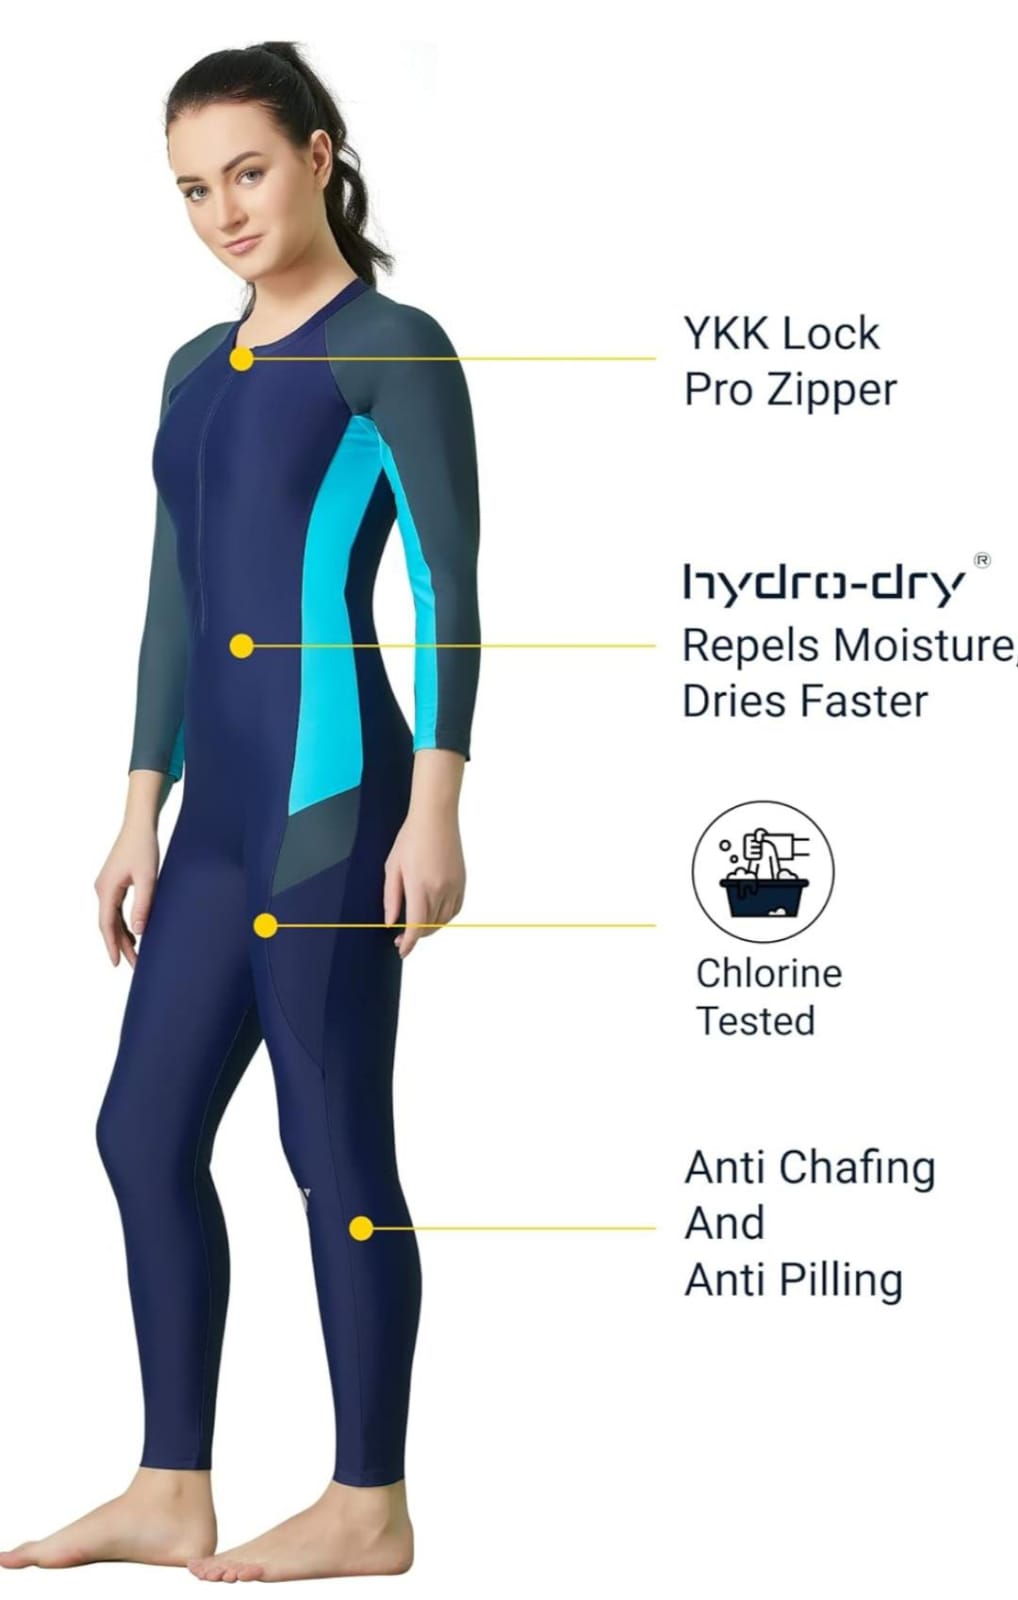 YKK Lock
Pro Zipper
hydro-dry®
Repels Moisture,
Dries Faster
Chlorine
Tested
Anti Chafing
And
Anti Pilling